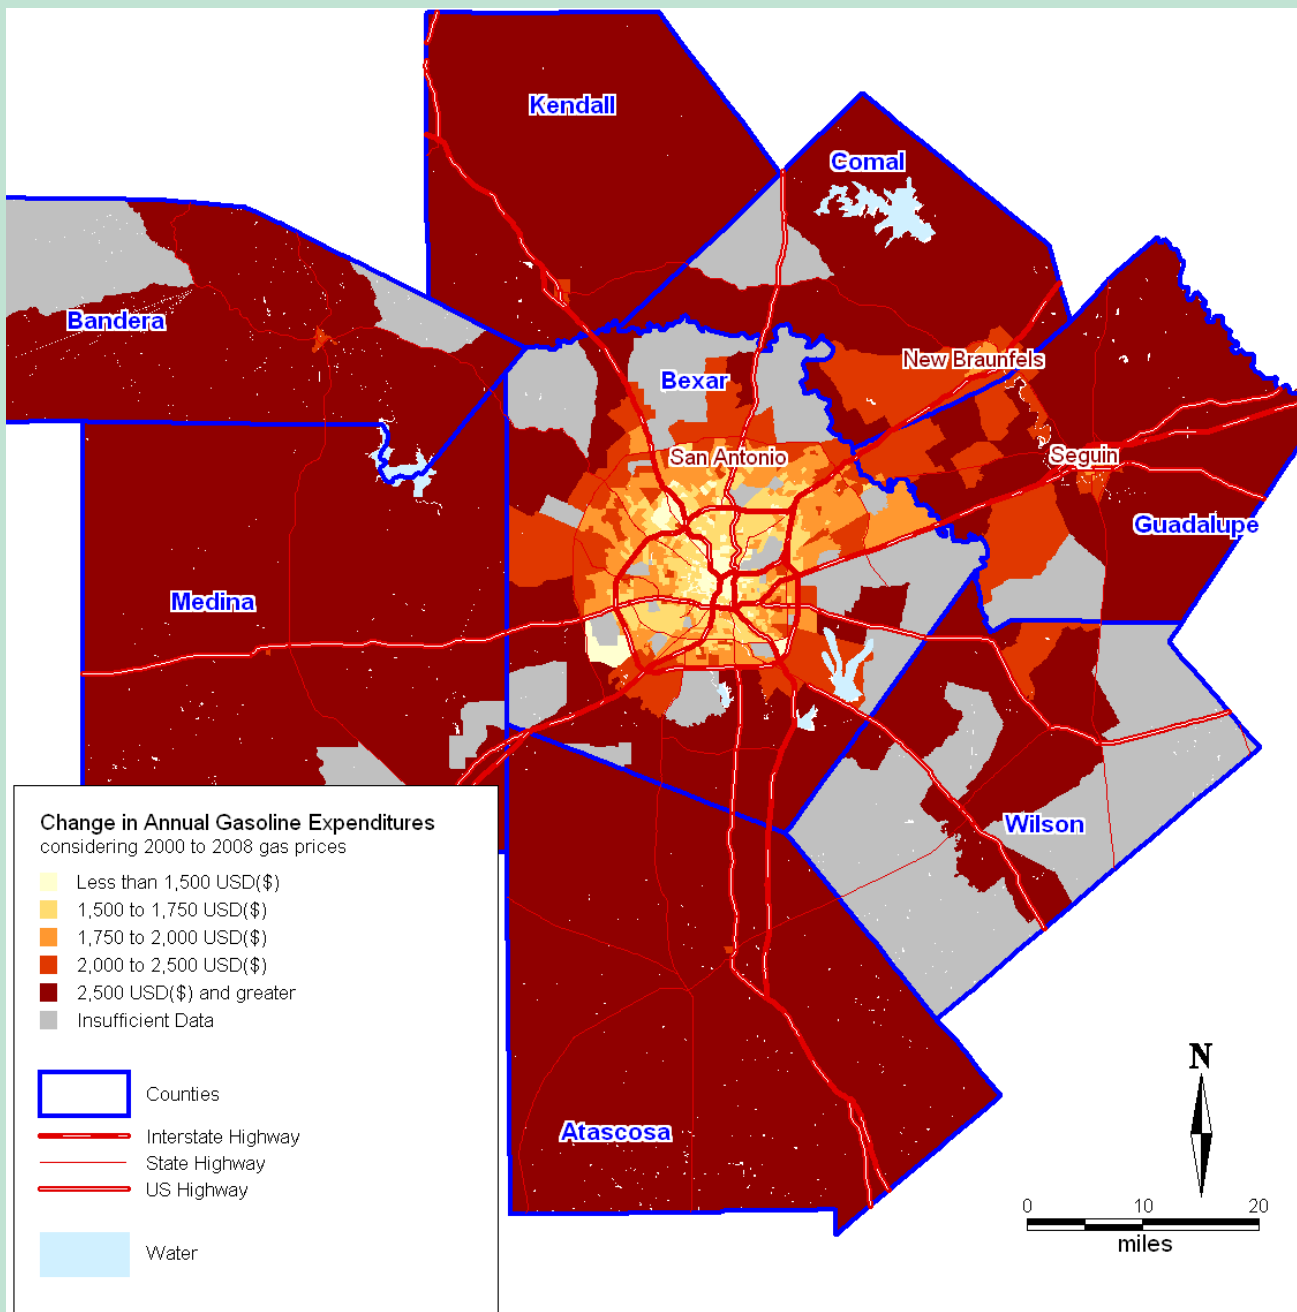 Kendall
Comal
Bandera
New Braunfels
Bexar
San Antonio
Seguin
Guadalupe
Medina
Wilson
Atascosa
Change in Annual Gasoline Expenditures
considering 2000 to 2008 gas prices
Less than 1,500 USD($)
1,500 to 1,750 USD($)
1,750 to 2,000 USD($)
2,000 to 2,500 USD($)
2,500 USD($) and greater
Insufficient Data
Counties
Interstate Highway
State Highway
US Highway
Water
N
0 10 20
miles